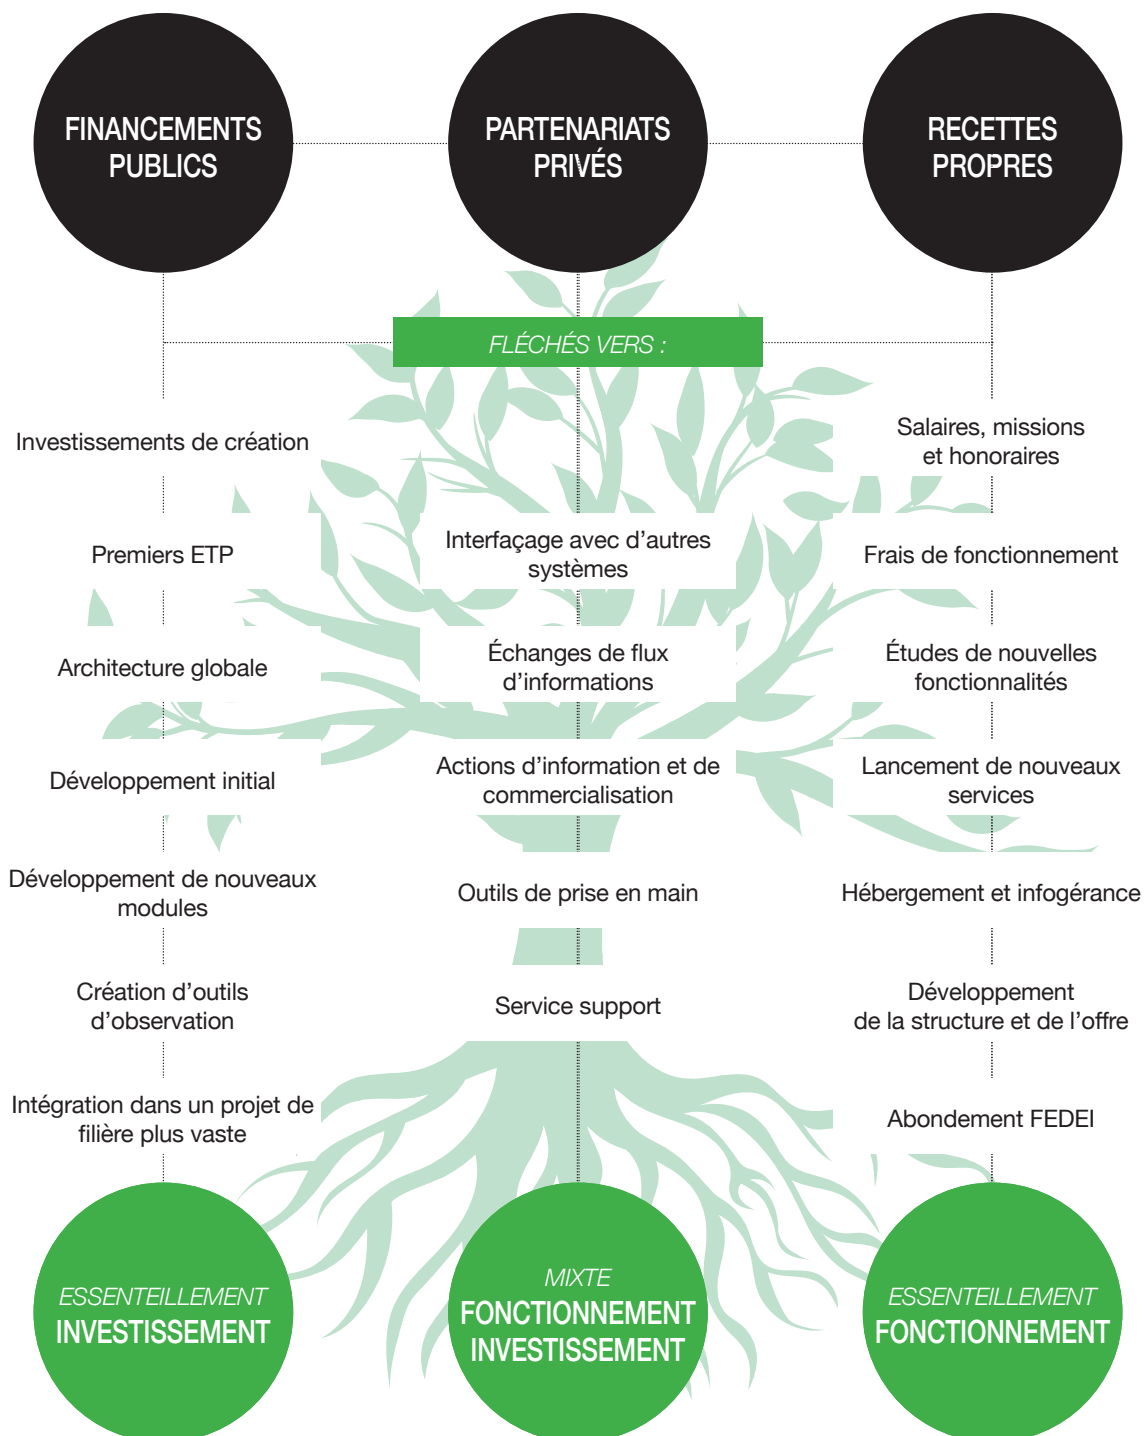 FINANCEMENTS
PUBLICS
PARTENARIATS
PRIVÉS
RECETTES
PROPRES
FLÉCHÉS VERS :
Investissements de création
Premiers ETP
Architecture globale
Développement initial
Développement de nouveaux
modules
Création d’outils
d’observation
Intégration dans un projet de
filière plus vaste
Interfaçage avec d’autres
systèmes
Échanges de flux
d’informations
Actions d’information et de
commercialisation
Outils de prise en main
Service support
Salaires, missions
et honoraires
Frais de fonctionnement
Études de nouvelles
fonctionnalités
Lancement de nouveaux
services
Hébergement et infogérance
Développement
de la structure et de l’offre
Abondement FEDEI
ESSENTEILLEMENT
INVESTISSEMENT
MIXTE
FONCTIONNEMENT
INVESTISSEMENT
ESSENTEILLEMENT
FONCTIONNEMENT